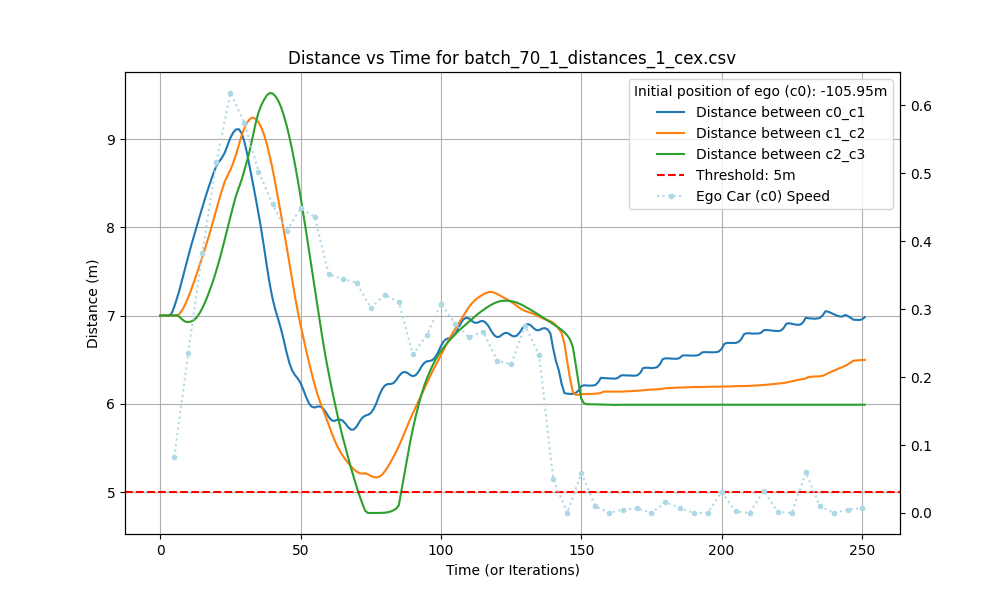 Distance vs Time for batch_70_1_distances_1_cex.csv
Initial position of ego (c0): -105.95m
Distance between c0_c1
Distance between c1_c2
Distance between c2_c3
Threshold: 5m
Ego Car (c0) Speed
Distance (m)
9
8
7
6
5
0.6
0.5
0.4
0.3
0.2
0.1
0.0
0 50 100 150 200 250
Time (or Iterations)